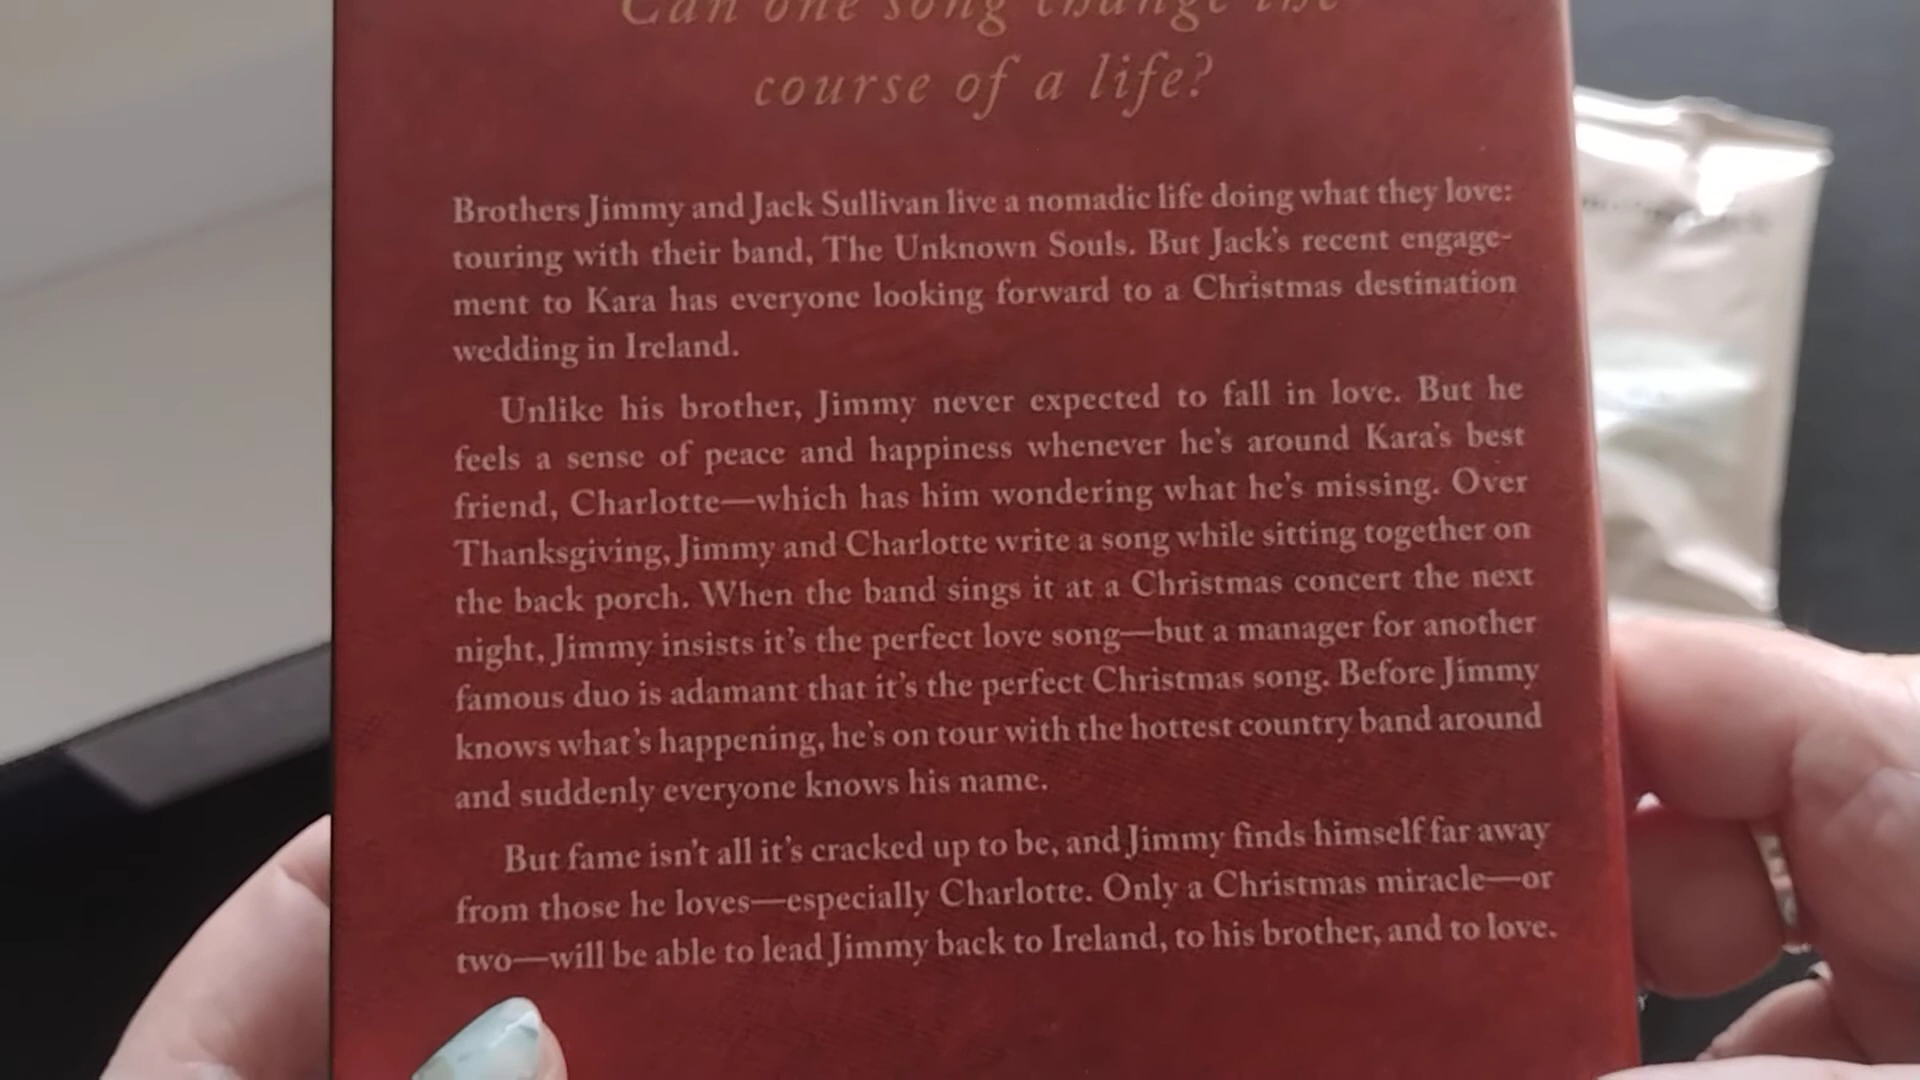 Can one song change the
course of a life?
Brothers Jimmy and Jack Sullivan live a nomadic life doing what they love:
touring with their band, The Unknown Souls. But Jack's recent engage-
ment to Kara has everyone looking forward to a Christmas destination
wedding in Ireland.
Unlike his brother, Jimmy never expected to fall in love. But he
feels a sense of peace and happiness whenever he's around Kara's best
friend, Charlotte—which has him wondering what he's missing. Over
Thanksgiving, Jimmy and Charlotte write a song while sitting together on
the back porch. When the band sings it at a Christmas concert the next
night, Jimmy insists it's the perfect love song—but a manager for another
famous duo is adamant that it's the perfect Christmas song. Before Jimmy
knows what's happening, he's on tour with the hottest country band around
and suddenly everyone knows his name.
But fame isn't all it's cracked up to be, and Jimmy finds himself far away
from those he loves—especially Charlotte. Only a Christmas miracle—or
two—will be able to lead Jimmy back to Ireland, to his brother, and to love.